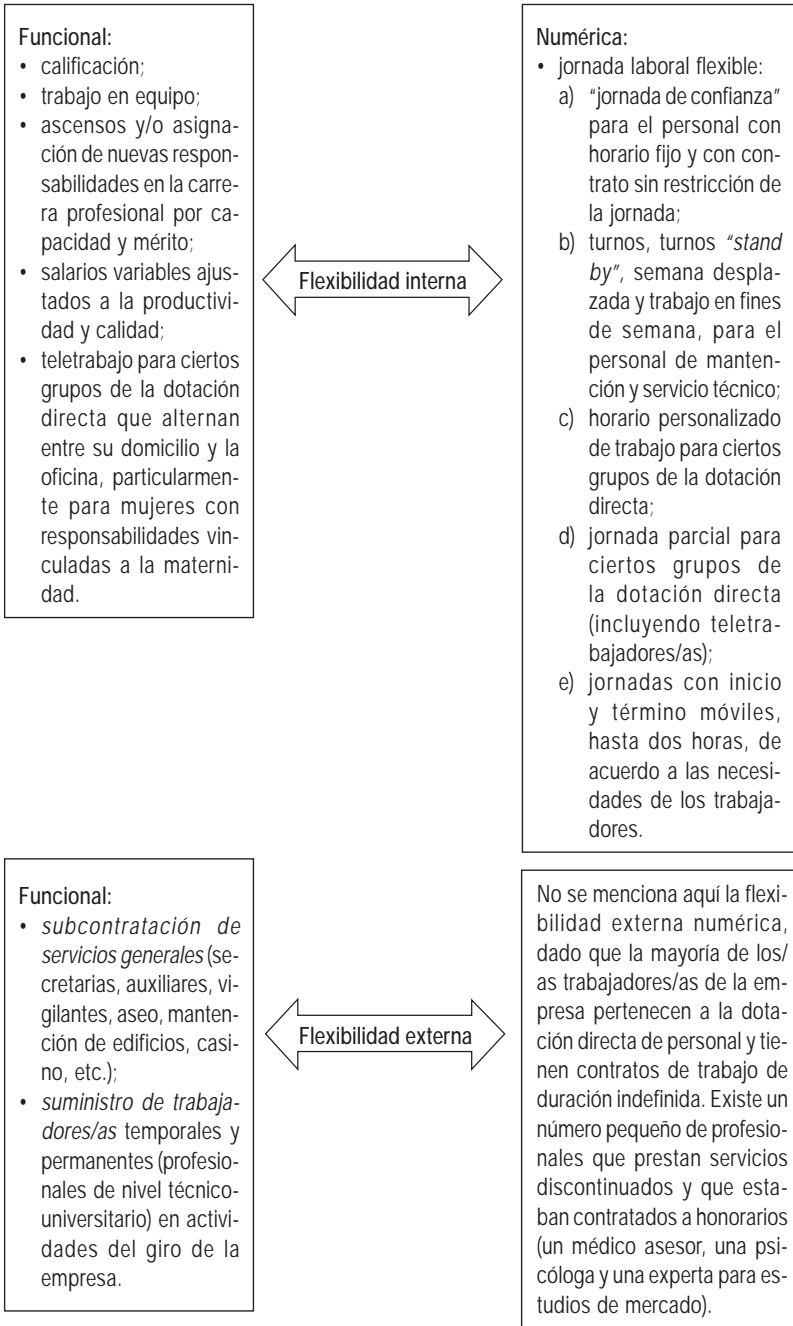 Funcional:
• calificación;
• trabajo en equipo;
• ascensos y/o asigna-
ción de nuevas respon-
sabilidades en la carre-
ra profesional por ca-
pacidad y mérito;
• salarios variables ajus-
tados a la productivi-
dad y calidad;
• teletrabajo para ciertos
grupos de la dotación
directa que alternan
entre su domicilio y la
oficina, particularmen-
te para mujeres con
responsabilidades vin-
culadas a la materni-
dad.
Flexibilidad interna
Numérica:
• jornada laboral flexible:
a) "jornada de confianza"
para el personal con
horario fijo y con con-
trato sin restricción de
la jornada;
b) turnos, turnos "stand
by", semana despla-
zada y trabajo en fines
de semana, para el
personal de manten-
ción y servicio técnico;
c) horario personalizado
de trabajo para ciertos
grupos de la dotación
directa;
d) jornada parcial para
ciertos grupos de
la dotación directa
(incluyendo teletra-
bajadores/as);
e) jornadas con inicio
y término móviles,
hasta dos horas, de
acuerdo a las necesi-
dades de los trabaja-
dores.
Funcional:
• subcontratación de
servicios generales (se-
cretarias, auxiliares, vi-
gilantes, aseo, manten-
ción de edificios, casi-
no, etc.);
• suministro de trabaja-
dores/as temporales y
permanentes (profesio-
nales de nivel técnico-
universitario) en activi-
dades del giro de la
empresa.
Flexibilidad externa
No se menciona aquí la flexi-
bilidad externa numérica,
dado que la mayoría de los/
as trabajadores/as de la em-
presa pertenecen a la dota-
ción directa de personal y tie-
nen contratos de trabajo de
duración indefinida. Existe un
número pequeño de profesio-
nales que prestan servicios
discontinuados y que esta-
ban contratados a honorarios
(un médico asesor, una psi-
cóloga y una experta para es-
tudios de mercado).